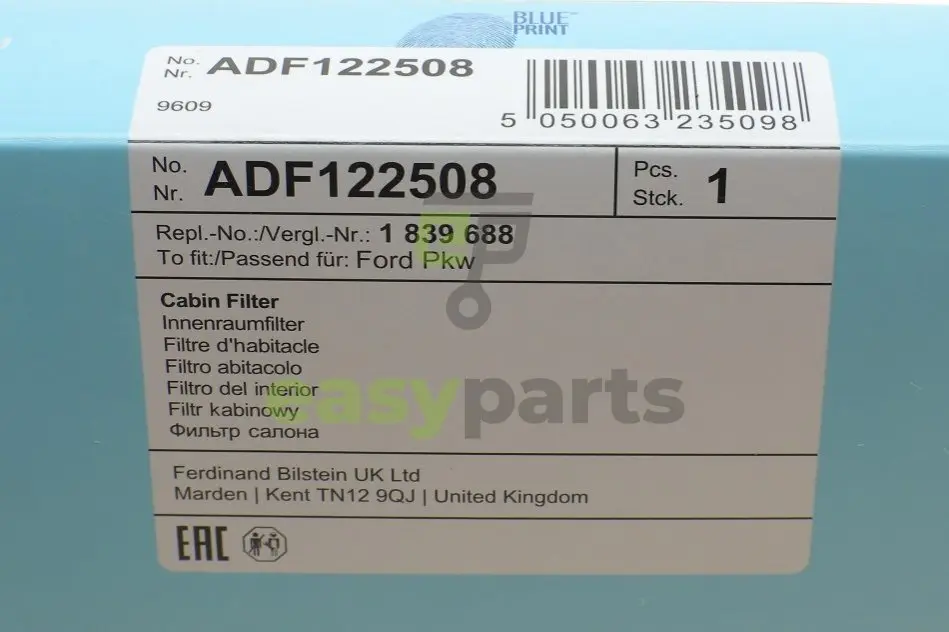 BLUE™
PRINT
No.
Nr. ADF122508
9609
5 050063 235098
No.
Nr. ADF122508
Pcs.
Stck. 1
Repl.-No.:/Vergl.-Nr.: 1 839 688
To fit:/Passend für: Ford Pkw
Cabin Filter
Innenraumfilter
Filtre d'habitacle
Filtro abitacolo
Filtro del interior
Filtr kabinowy
Фильтр салона
easyparts
Ferdinand Bilstein UK Ltd
Marden | Kent TN12 9QJ | United Kingdom
EAC